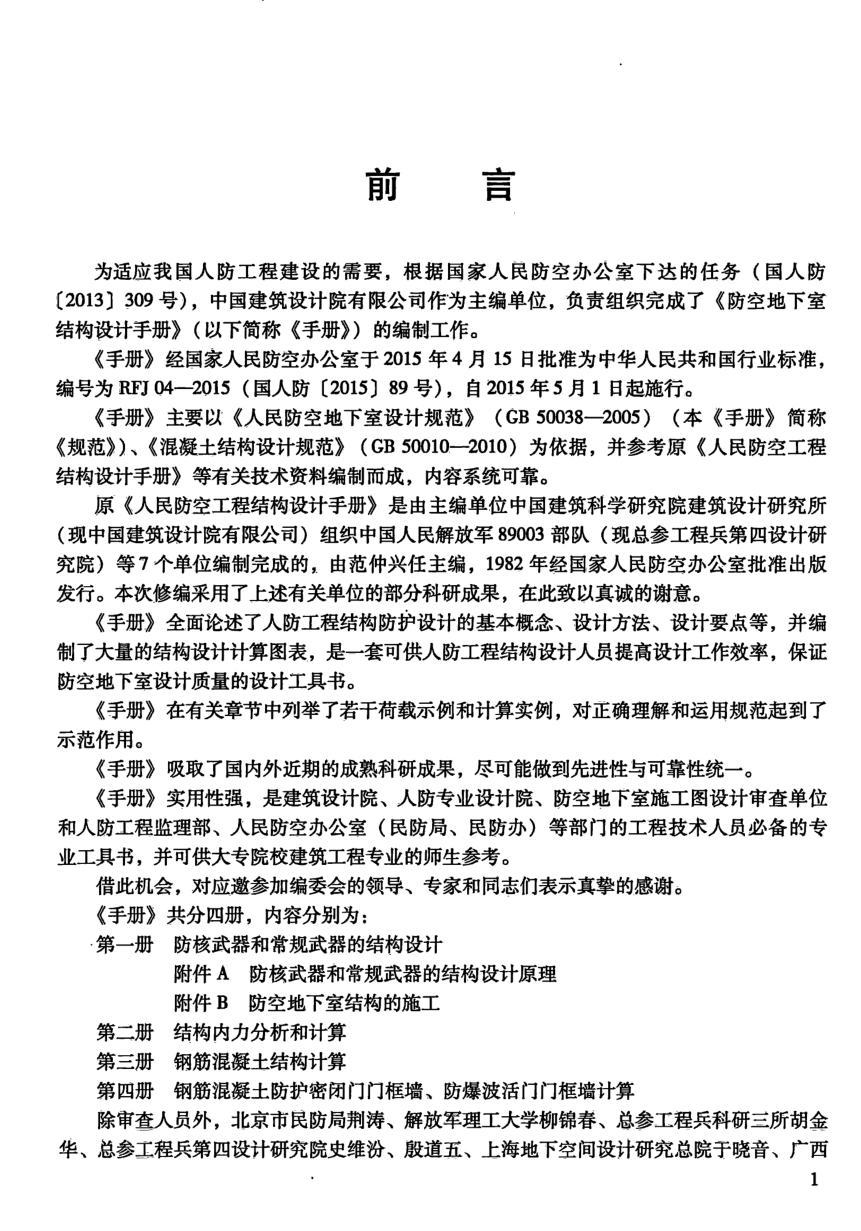 前　言
为适应我国人防工程建设的需要，根据国家人民防空办公室下达的任务（国人防
〔2013〕309 号），中国建筑设计院有限公司作为主编单位，负责组织完成了《防空地下室
结构设计手册》（以下简称《手册》）的编制工作。
《手册》经国家人民防空办公室于 2015 年 4 月 15 日批准为中华人民共和国行业标准，
编号为 RFJ 04—2015（国人防〔2015〕89 号），自 2015 年 5 月 1 日起施行。
《手册》主要以《人民防空地下室设计规范》（GB 50038—2005）（本《手册》简称
《规范》）、《混凝土结构设计规范》（GB 50010—2010）为依据，并参考原《人民防空工程
结构设计手册》等有关技术资料编制而成，内容系统可靠。
原《人民防空工程结构设计手册》是由主编单位中国建筑科学研究院建筑设计研究所
（现中国建筑设计院有限公司）组织中国人民解放军 89003 部队（现总参工程兵第四设计研
究院）等 7 个单位编制完成的，由范仲兴任主编，1982 年经国家人民防空办公室批准出版
发行。本次修编采用了上述有关单位的部分科研成果，在此致以真诚的谢意。
《手册》全面论述了人防工程结构防护设计的基本概念、设计方法、设计要点等，并编
制了大量的结构设计计算图表，是一套可供人防工程结构设计人员提高设计工作效率，保证
防空地下室设计质量的设计工具书。
《手册》在有关章节中列举了若干荷载示例和计算实例，对正确理解和运用规范起到了
示范作用。
《手册》吸取了国内外近期的成熟科研成果，尽可能做到先进性与可靠性统一。
《手册》实用性强，是建筑设计院、人防专业设计院、防空地下室施工图设计审查单位
和人防工程监理部、人民防空办公室（民防局、民防办）等部门的工程技术人员必备的专
业工具书，并可供大专院校建筑工程专业的师生参考。
借此机会，对应邀参加编委会的领导、专家和同志们表示真挚的感谢。
《手册》共分四册，内容分别为：
第一册　防核武器和常规武器的结构设计
附件 A　防核武器和常规武器的结构设计原理
附件 B　防空地下室结构的施工
第二册　结构内力分析和计算
第三册　钢筋混凝土结构计算
第四册　钢筋混凝土防护密闭门门框墙、防爆波活门门框墙计算
除审查人员外，北京市民防局荆涛、解放军理工大学柳锦春、总参工程兵科研三所胡金
华、总参工程兵第四设计研究院史维汾、殷道五、上海地下空间设计研究总院于晓音、广西
1